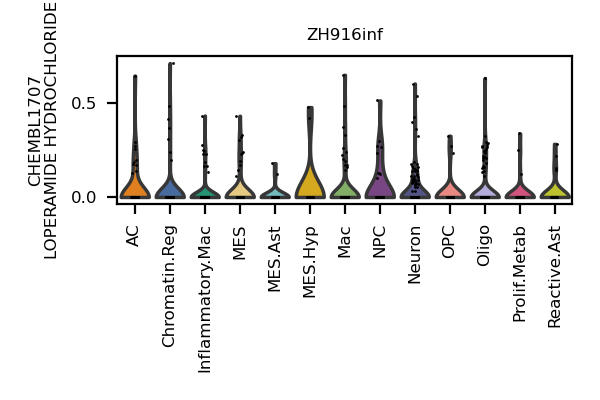 ZH916inf
CHEMBL1707
LOPERAMIDE HYDROCHLORIDE
0.5
0.0
AC
Chromatin.Reg
Inflammatory.Mac
MES
MES.Ast
MES.Hyp
Mac
NPC
Neuron
OPC
Oligo
Prolif.Metab
Reactive.Ast